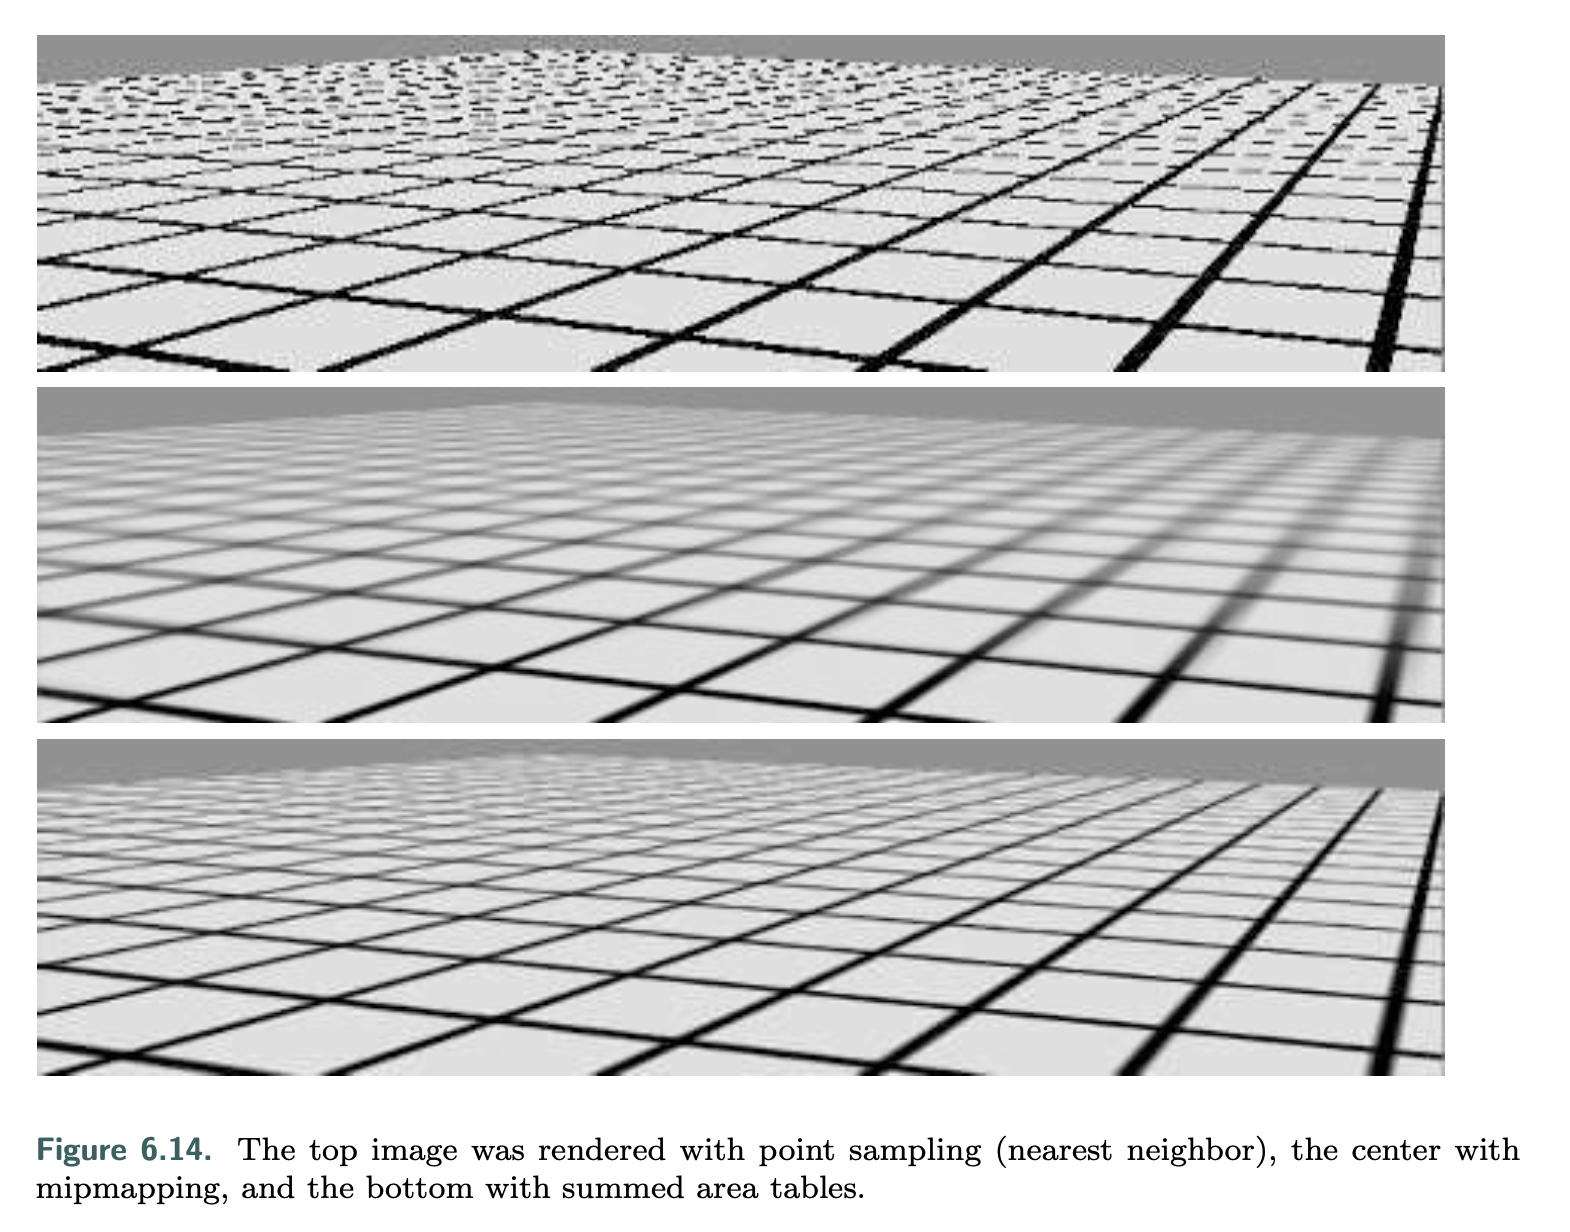 Figure 6.14. The top image was rendered with point sampling (nearest neighbor), the center with
mipmapping, and the bottom with summed area tables.